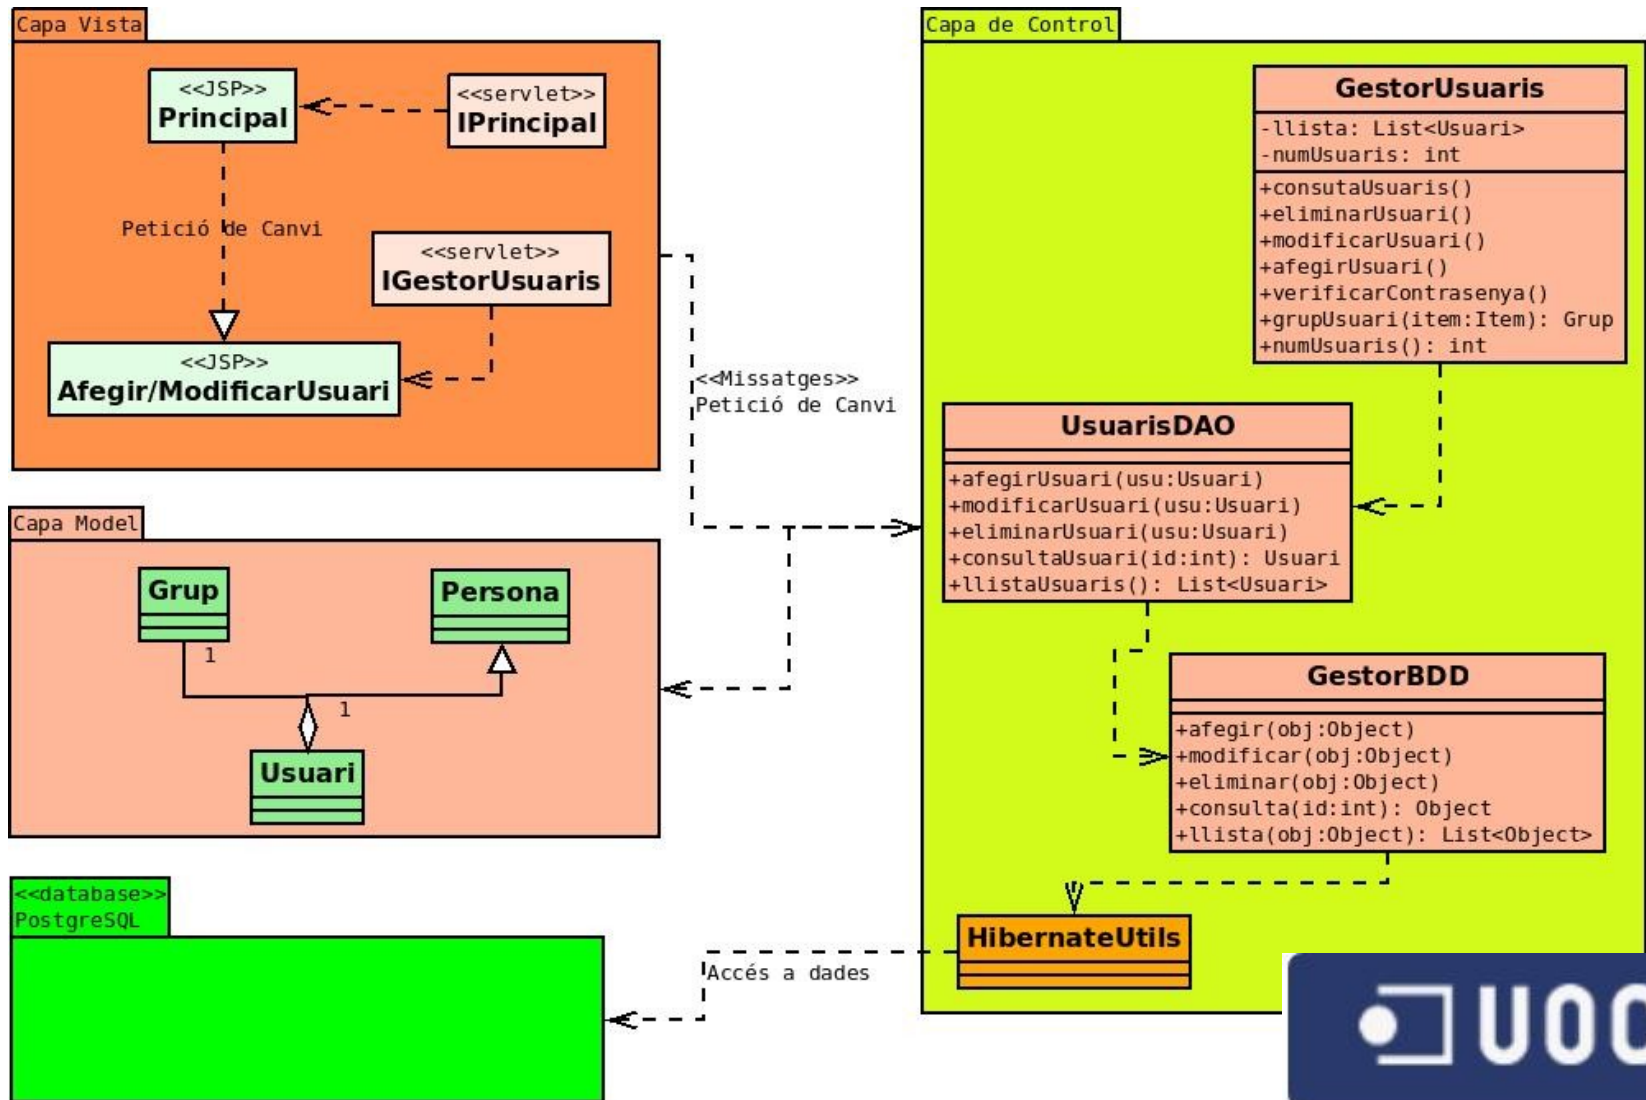 Capa Vista
<<JSP>>
Principal
<<servlet>>
IPrincipal
Petició de Canvi
<<servlet>>
IGestorUsuaris
<<JSP>>
Afegir/ModificarUsuari
<<Missatges>>
Petició de Canvi
Capa Model
Grup
1
Persona
1
Usuari
<<database>>
PostgreSQL
Accés a dades
Capa de Control
GestorUsuaris
-llista: List<Usuari>
-numUsuaris: int
+consutaUsuaris()
+eliminarUsuari()
+modificarUsuari()
+afegirUsuari()
+verificarContrasenya()
+grupUsuari(item:Item): Grup
+numUsuaris(): int
UsuarisDAO
+afegirUsuari(usu:Usuari)
+modificarUsuari(usu:Usuari)
+eliminarUsuari(usu:Usuari)
+consultaUsuari(id:int): Usuari
+llistaUsuaris(): List<Usuari>
GestorBDD
+afegir(obj:Object)
+modificar(obj:Object)
+eliminar(obj:Object)
+consulta(id:int): Object
+llista(obj:Object): List<Object>
HibernateUtils
UOC